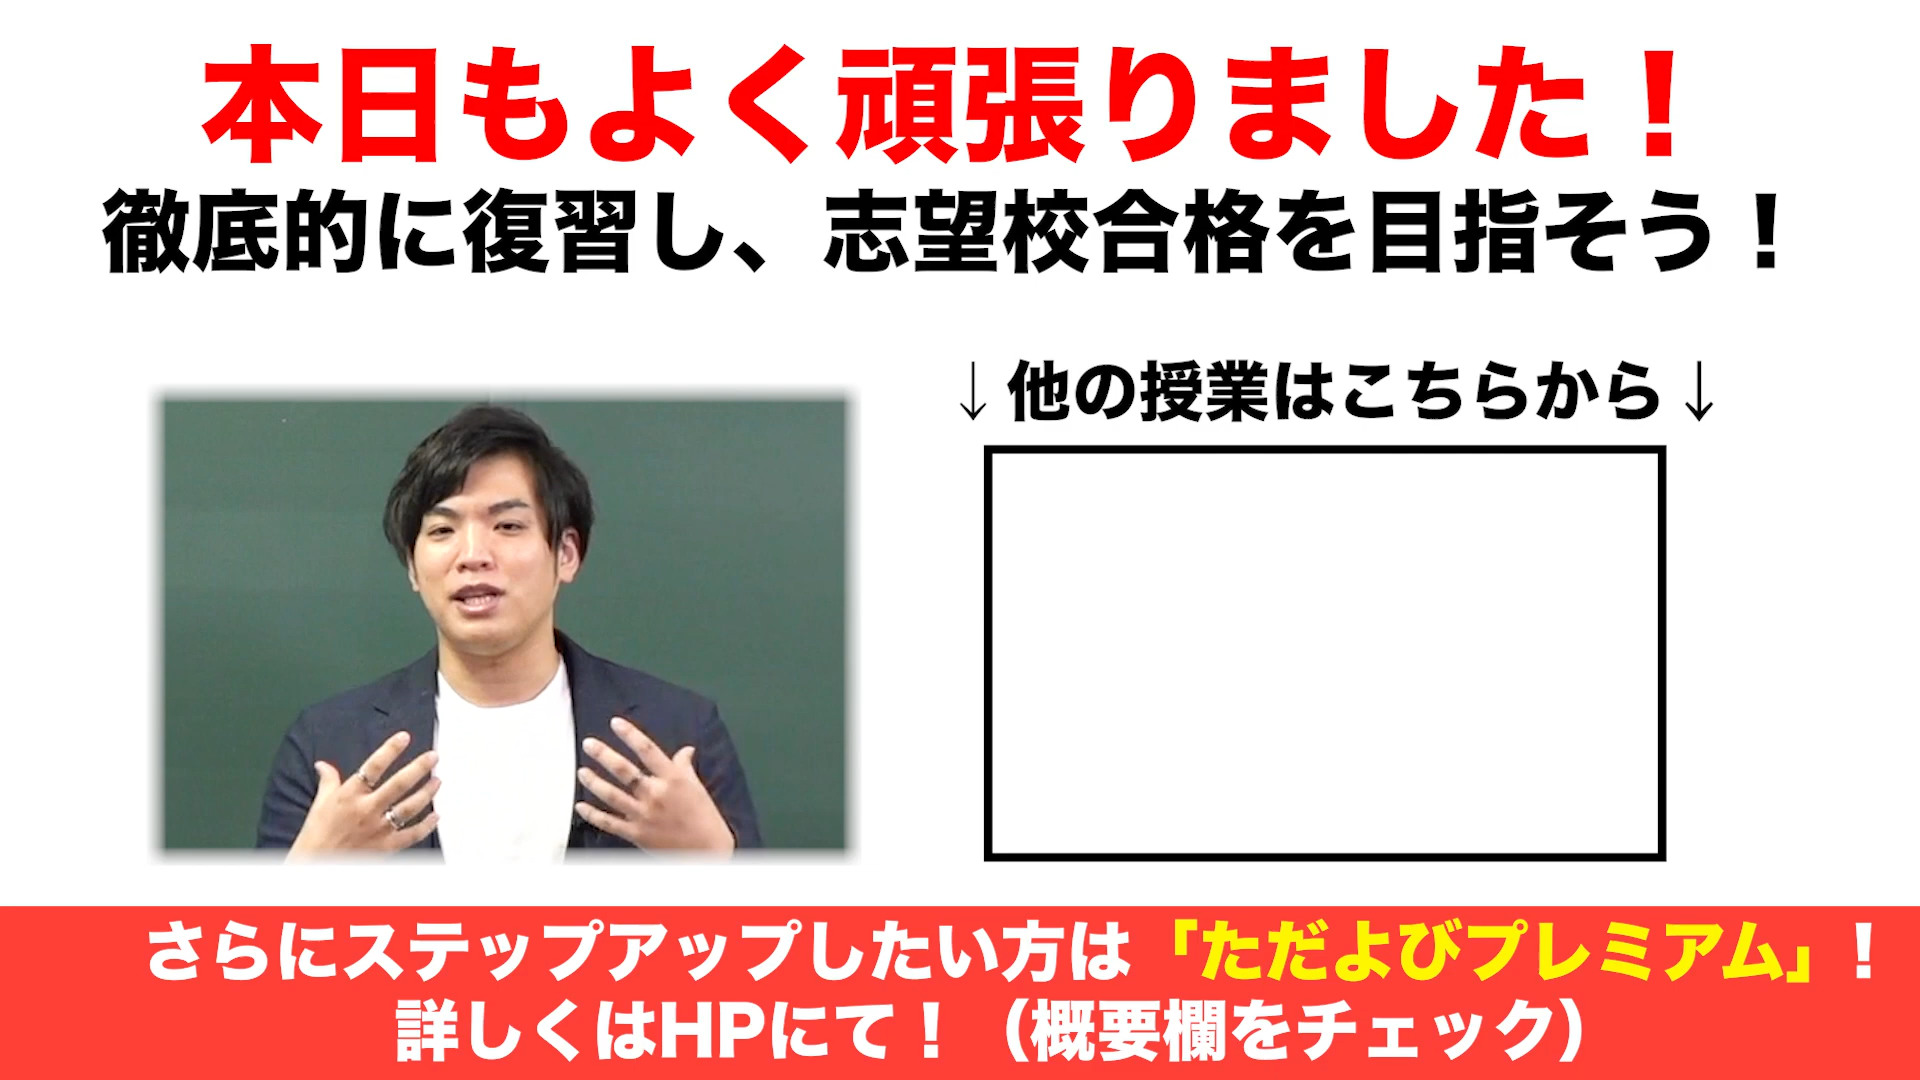 本日もよく頑張りました！
徹底的に復習し、志望校合格を目指そう！
↓他の授業はこちらから↓
さらにステップアップしたい方は「ただよびプレミアム」！
詳しくはHPにて！（概要欄をチェック）